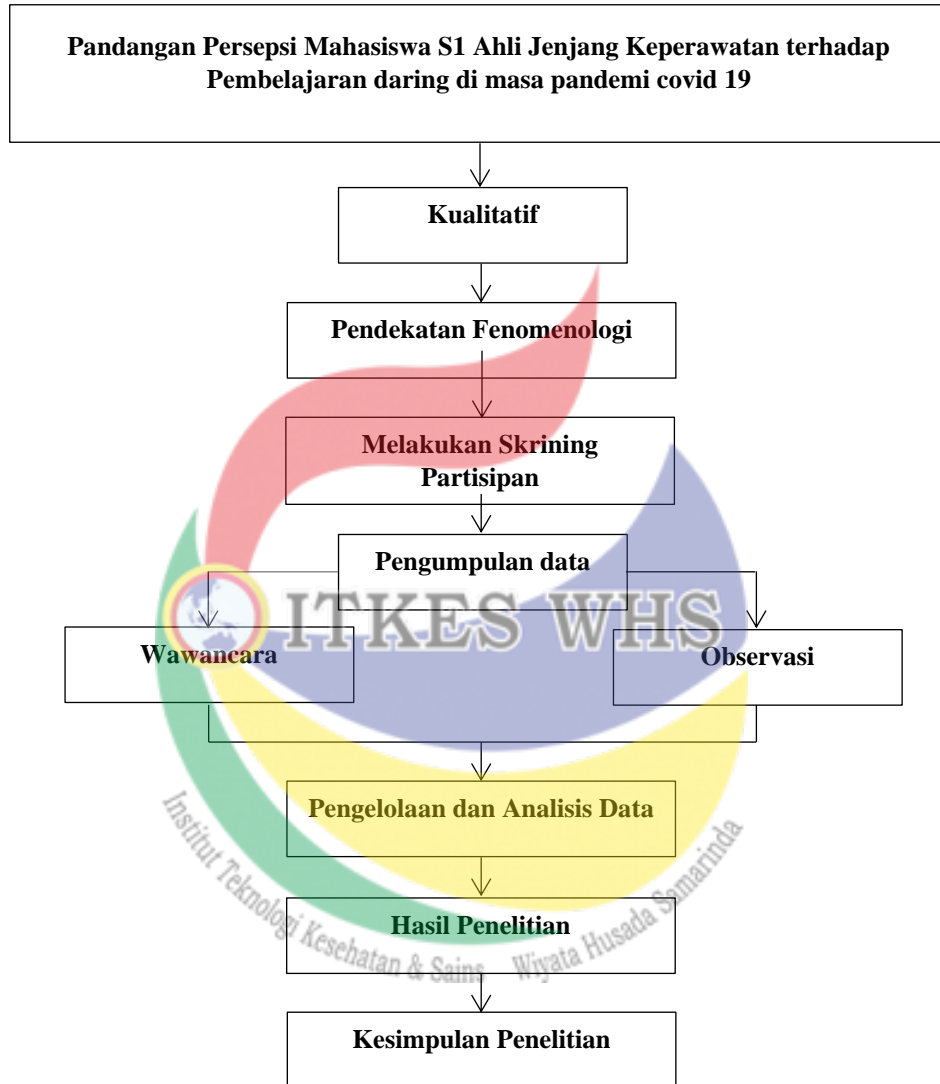 Pandangan Persepsi Mahasiswa S1 Ahli Jenjang Keperawatan terhadap
Pembelajaran daring di masa pandemi covid 19
Kualitatif
Pendekatan Fenomenologi
Melakukan Skrining
Partisipan
Pengumpulan data
ITKES WHS
Wawancara
Observasi
Pengelolaan dan Analisis Data
Hasil Penelitian
Institut Teknologi Kesehatan & Sains Wiyata Husada Samarinda
Kesimpulan Penelitian